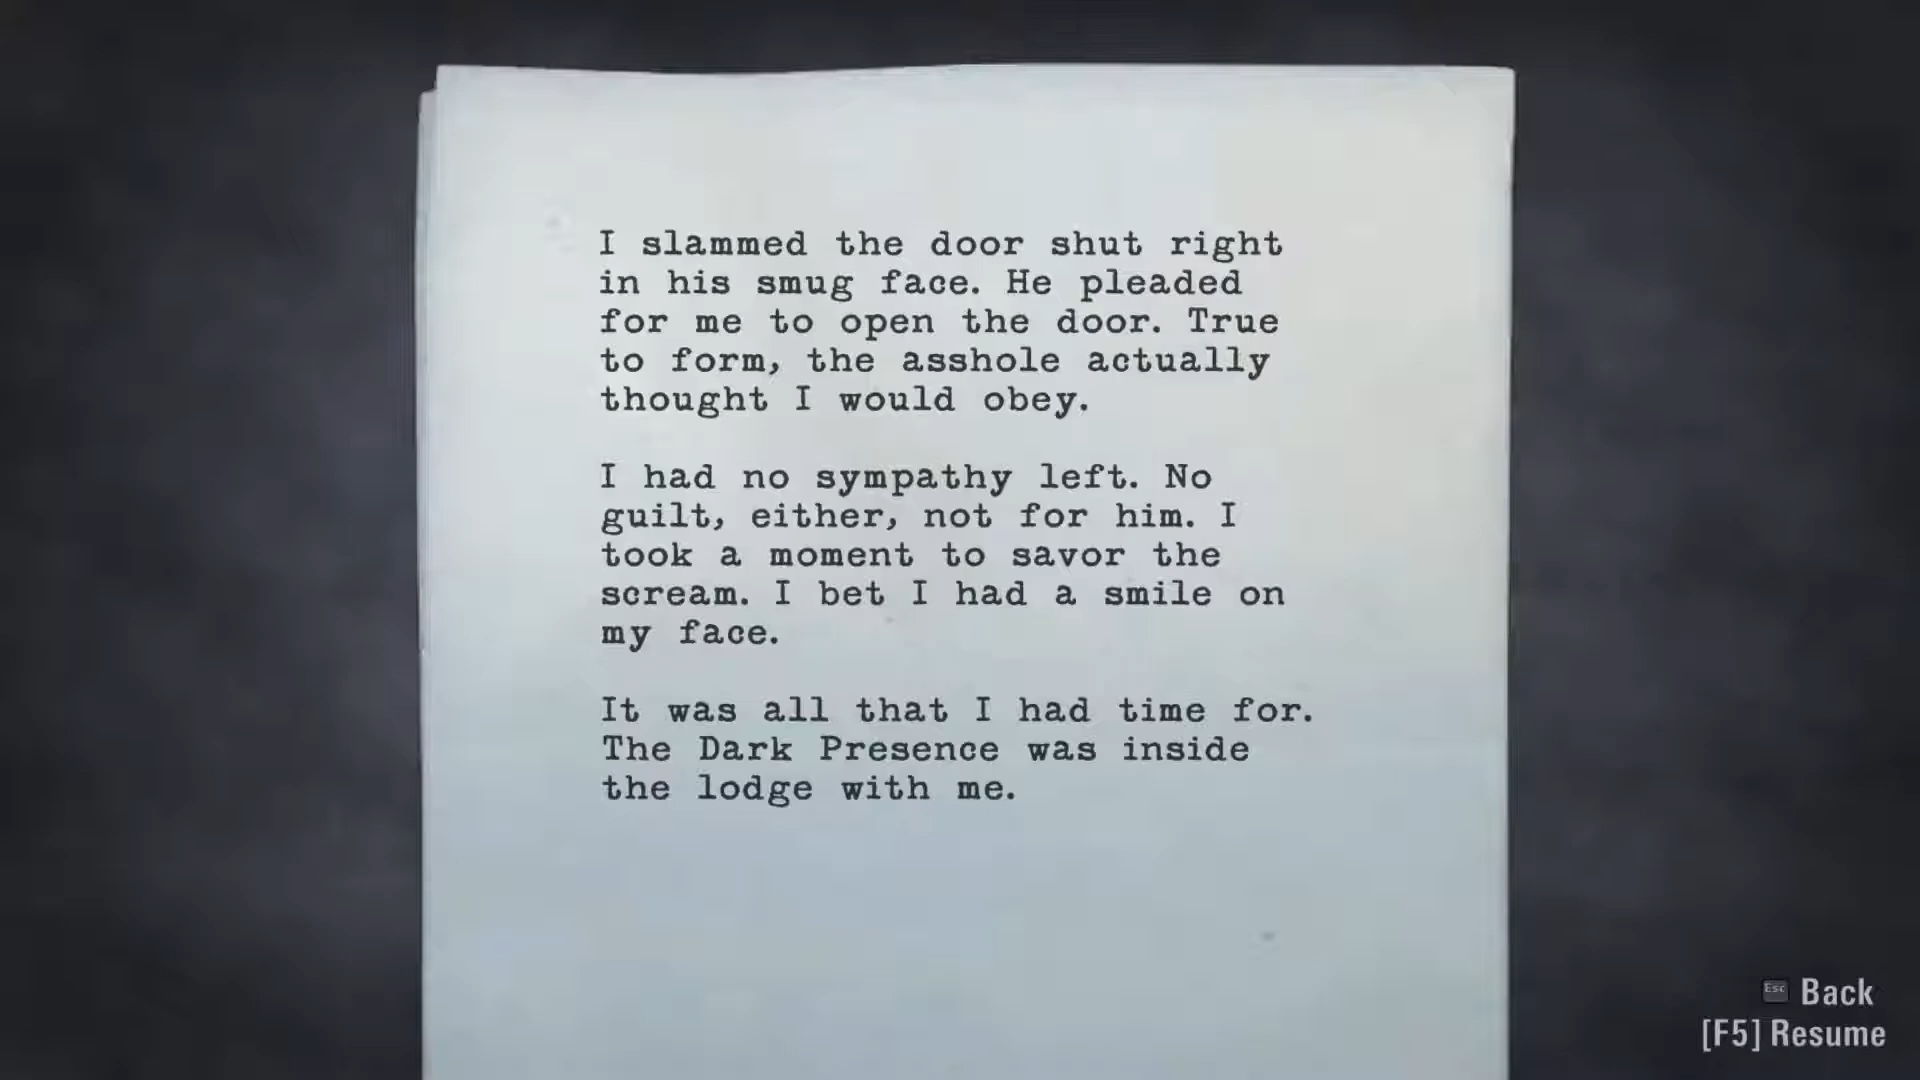 I slammed the door shut right
in his smug face. He pleaded
for me to open the door. True
to form, the asshole actually
thought I would obey.
I had no sympathy left. No
guilt, either, not for him. I
took a moment to savor the
scream. I bet I had a smile on
my face.
It was all that I had time for.
The Dark Presence was inside
the lodge with me.
Esc Back
[F5] Resume